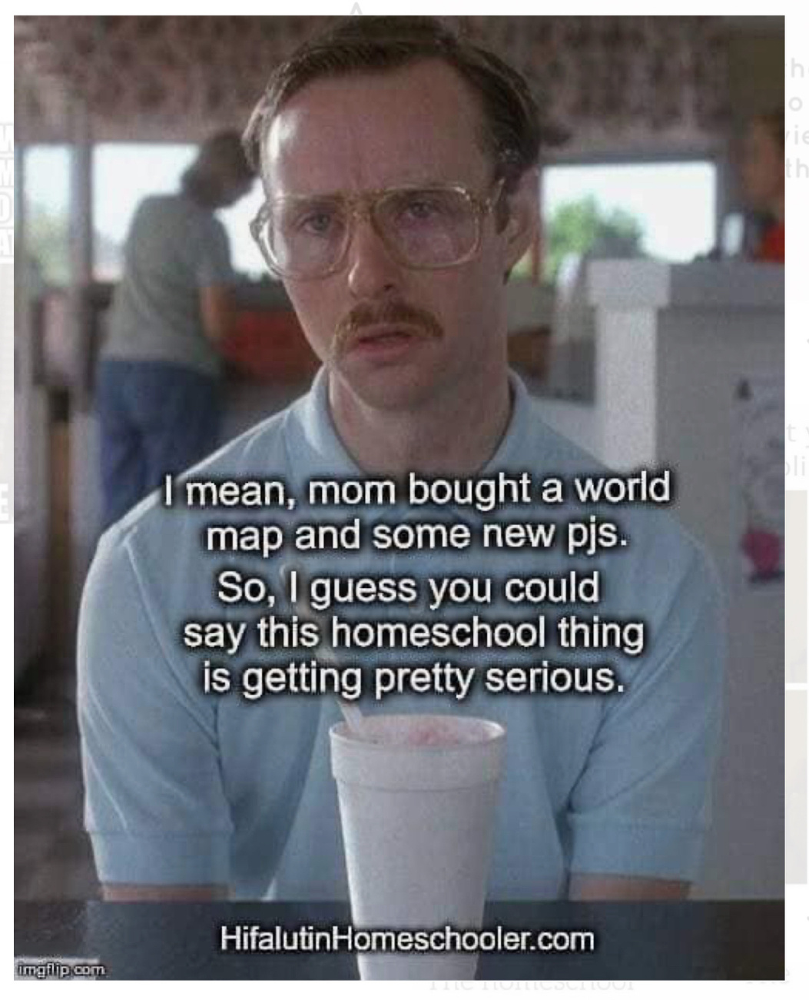 I mean, mom bought a world
map and some new pjs.
So, I guess you could
say this homeschool thing
is getting pretty serious.
HifalutinHomeschooler.com
imgflip.com